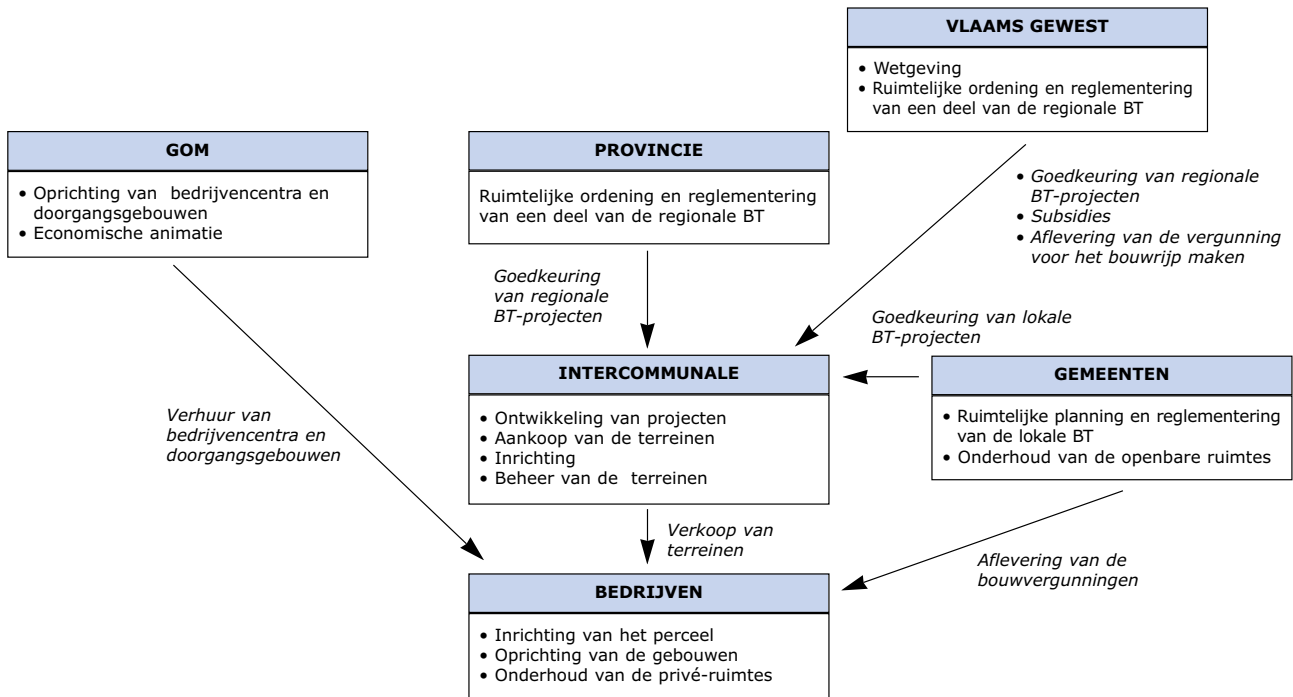 VLAAMS GEWEST
• Wetgeving
• Ruimtelijke ordening en reglementering
van een deel van de regionale BT
GOM
• Oprichting van bedrijvencentra en
doorgangsgebouwen
• Economische animatie
PROVINCIE
Ruimtelijke ordening en reglementering
van een deel van de regionale BT
• Goedkeuring van regionale
BT-projecten
• Subsidies
• Aflevering van de vergunning
voor het bouwrijp maken
Goedkeuring
van regionale
BT-projecten
Goedkeuring van lokale
BT-projecten
INTERCOMMUNALE
• Ontwikkeling van projecten
• Aankoop van de terreinen
• Inrichting
• Beheer van de terreinen
GEMEENTEN
• Ruimtelijke planning en reglementering
van de lokale BT
• Onderhoud van de openbare ruimtes
Verhuur van
bedrijvencentra en
doorgangsgebouwen
Verkoop van
terreinen
Aflevering van de
bouwvergunningen
BEDRIJVEN
• Inrichting van het perceel
• Oprichting van de gebouwen
• Onderhoud van de privé-ruimtes